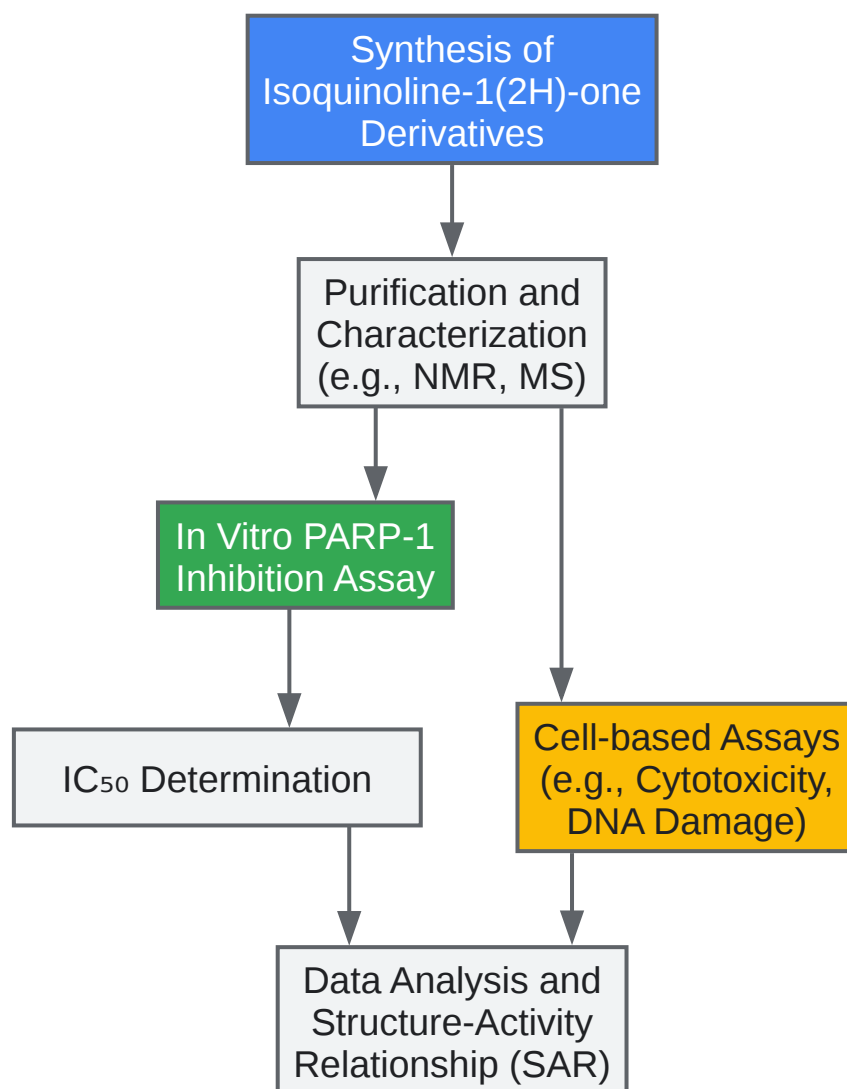 Synthesis of
Isoquinoline-1(2H)-one
Derivatives
Purification and
Characterization
(e.g., NMR, MS)
In Vitro PARP-1
Inhibition Assay
IC₅₀ Determination
Cell-based Assays
(e.g., Cytotoxicity,
DNA Damage)
Data Analysis and
Structure-Activity
Relationship (SAR)